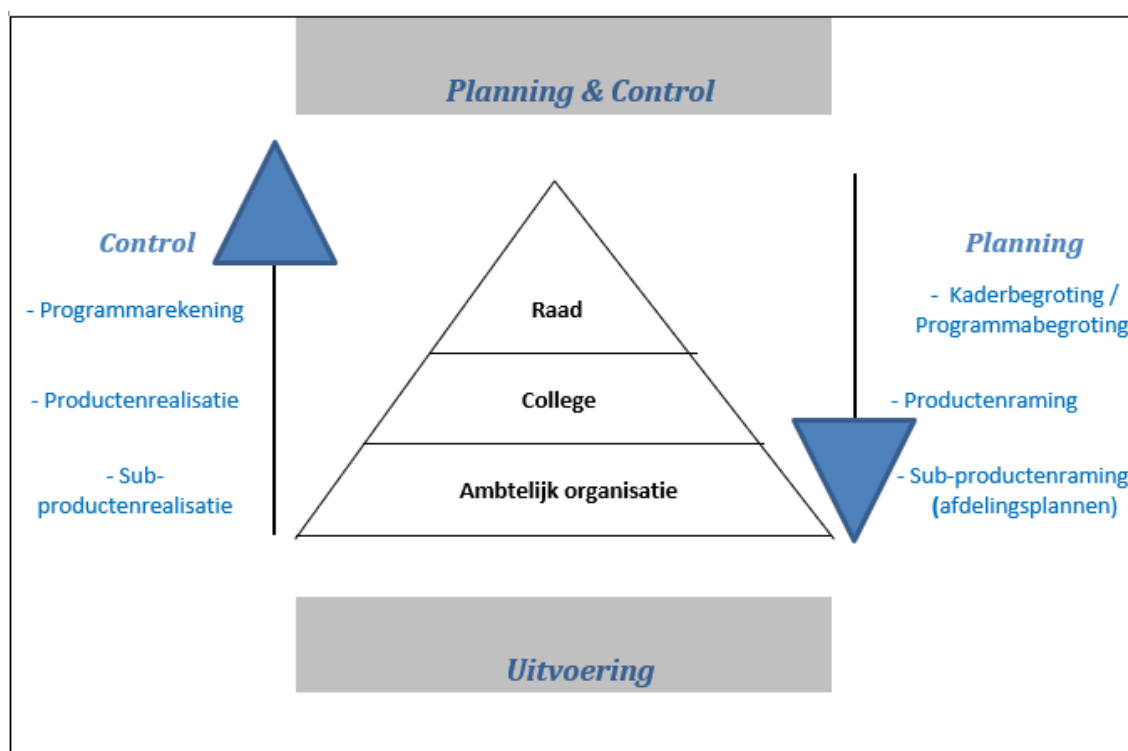 Planning & Control
Control
- Programmarekening
- Productenrealisatie
- Sub-
productenrealisatie
Raad
College
Ambtelijk organisatie
Planning
- Kaderbegroting /
Programmabegroting
- Productenraming
- Sub-productenraming
(afdelingsplannen)
Uitvoering